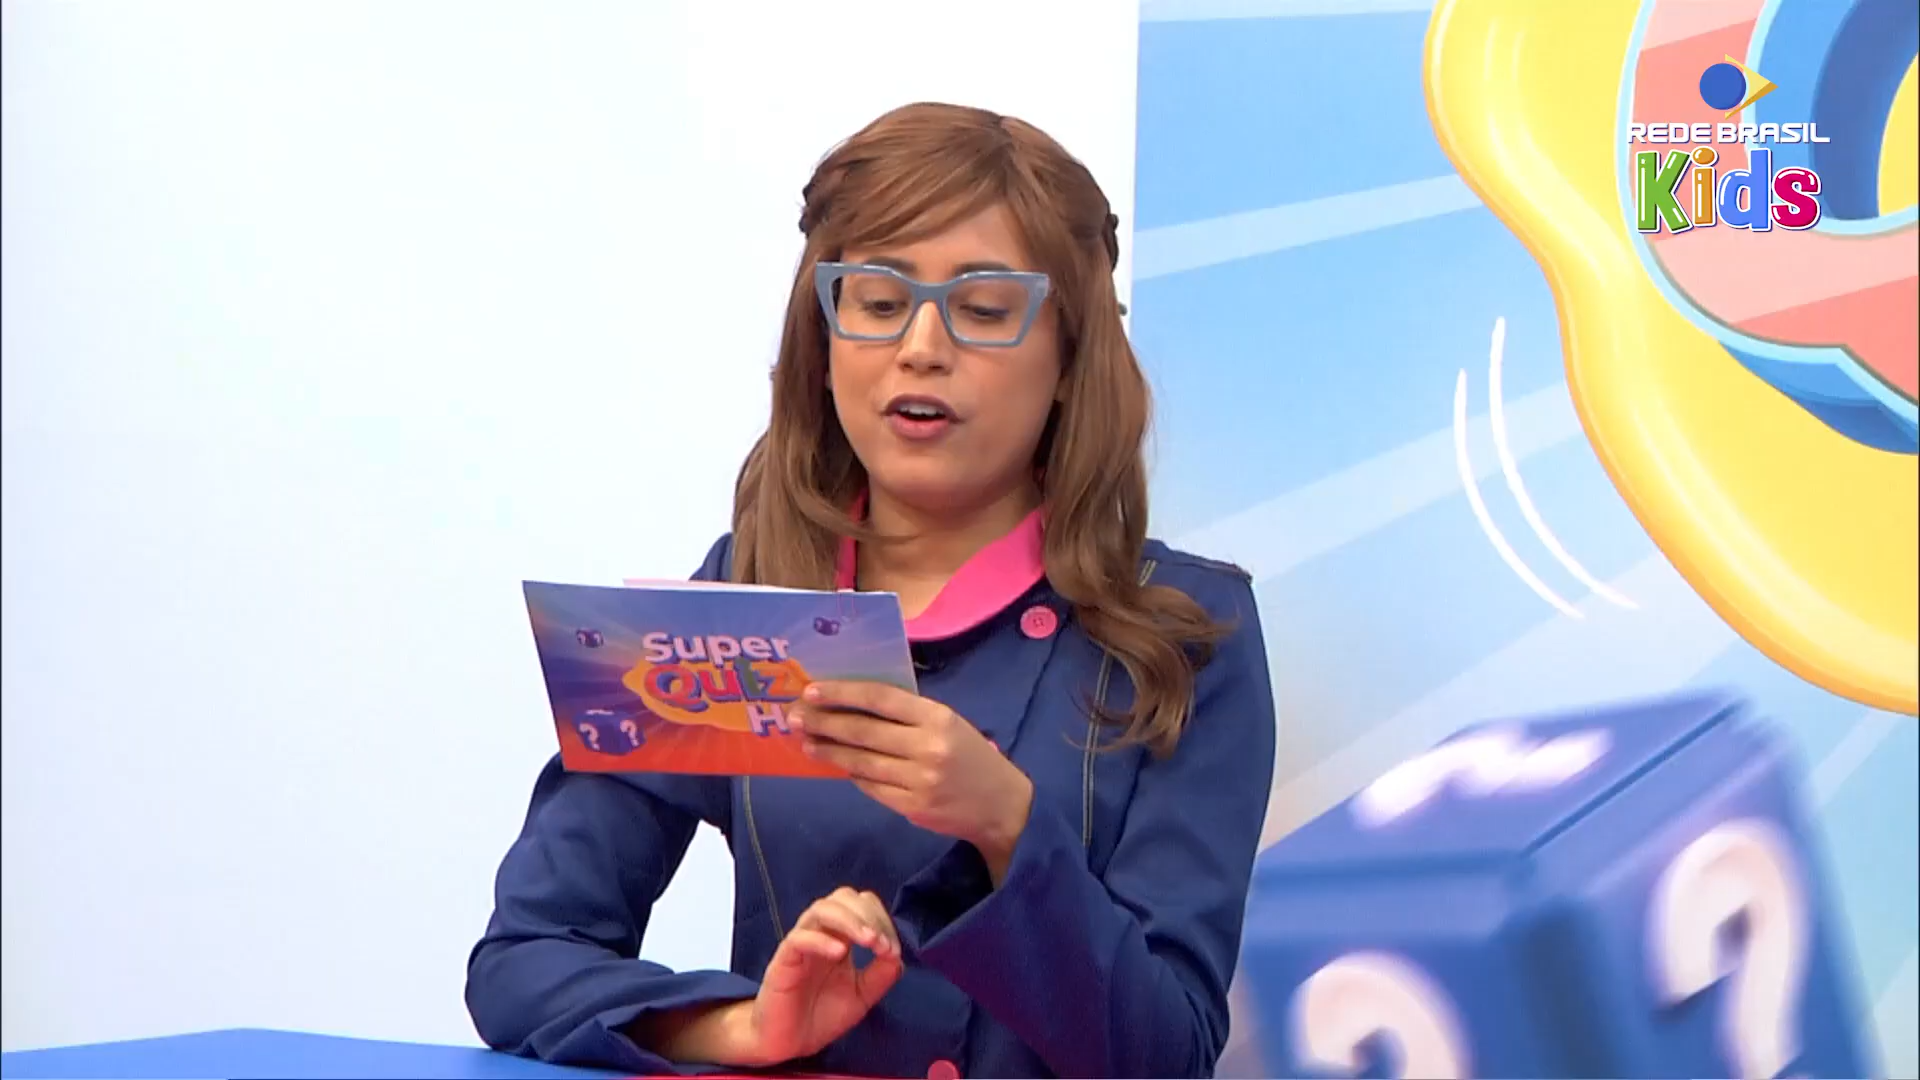 REDE BRASIL
Kids
Super
Quiz
? ?
?
? ?